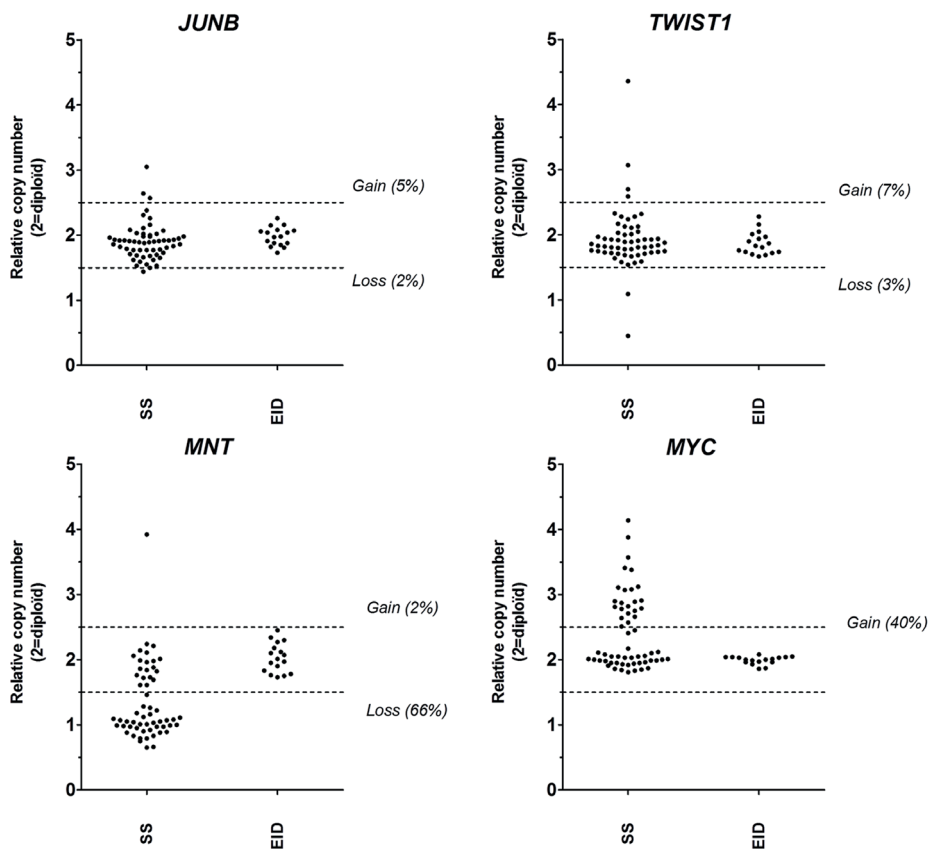 JUNB
Relative copy number
(2=diploïd)
5
4
3
2
1
0
Gain (5%)
Loss (2%)
SS
EID
TWIST1
Relative copy number
(2=diploïd)
5
4
3
2
1
0
Gain (7%)
Loss (3%)
SS
EID
MNT
Relative copy number
(2=diploïd)
5
4
3
2
1
0
Gain (2%)
Loss (66%)
SS
EID
MYC
Relative copy number
(2=diploïd)
5
4
3
2
1
0
Gain (40%)
SS
EID